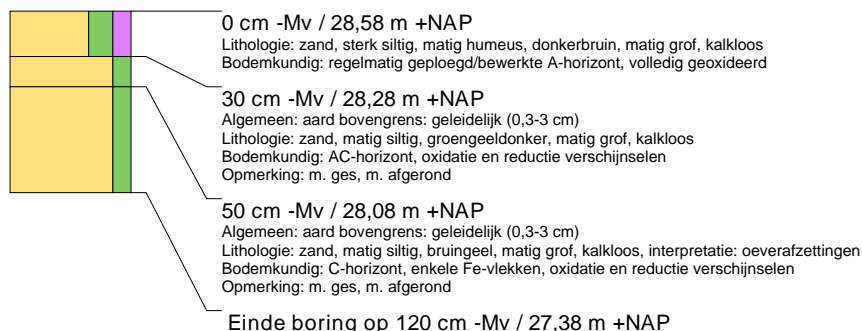 0 cm -Mv / 28,58 m +NAP
Lithologie: zand, sterk siltig, matig humeus, donkerbruin, matig grof, kalkloos
Bodemkundig: regelmatig geploegd/bewerkte A-horizont, volledig geoxideerd
30 cm -Mv / 28,28 m +NAP
Algemeen: aard bovengrens: geleidelijk (0,3-3 cm)
Lithologie: zand, matig siltig, groengeeldonker, matig grof, kalkloos
Bodemkundig: AC-horizont, oxidatie en reductie verschijnselen
Opmerking: m. ges, m. afgerond
50 cm -Mv / 28,08 m +NAP
Algemeen: aard bovengrens: geleidelijk (0,3-3 cm)
Lithologie: zand, matig siltig, bruingeel, matig grof, kalkloos, interpretatie: oeverafzettingen
Bodemkundig: C-horizont, enkele Fe-vlekken, oxidatie en reductie verschijnselen
Opmerking: m. ges, m. afgerond
Einde boring op 120 cm -Mv / 27,38 m +NAP